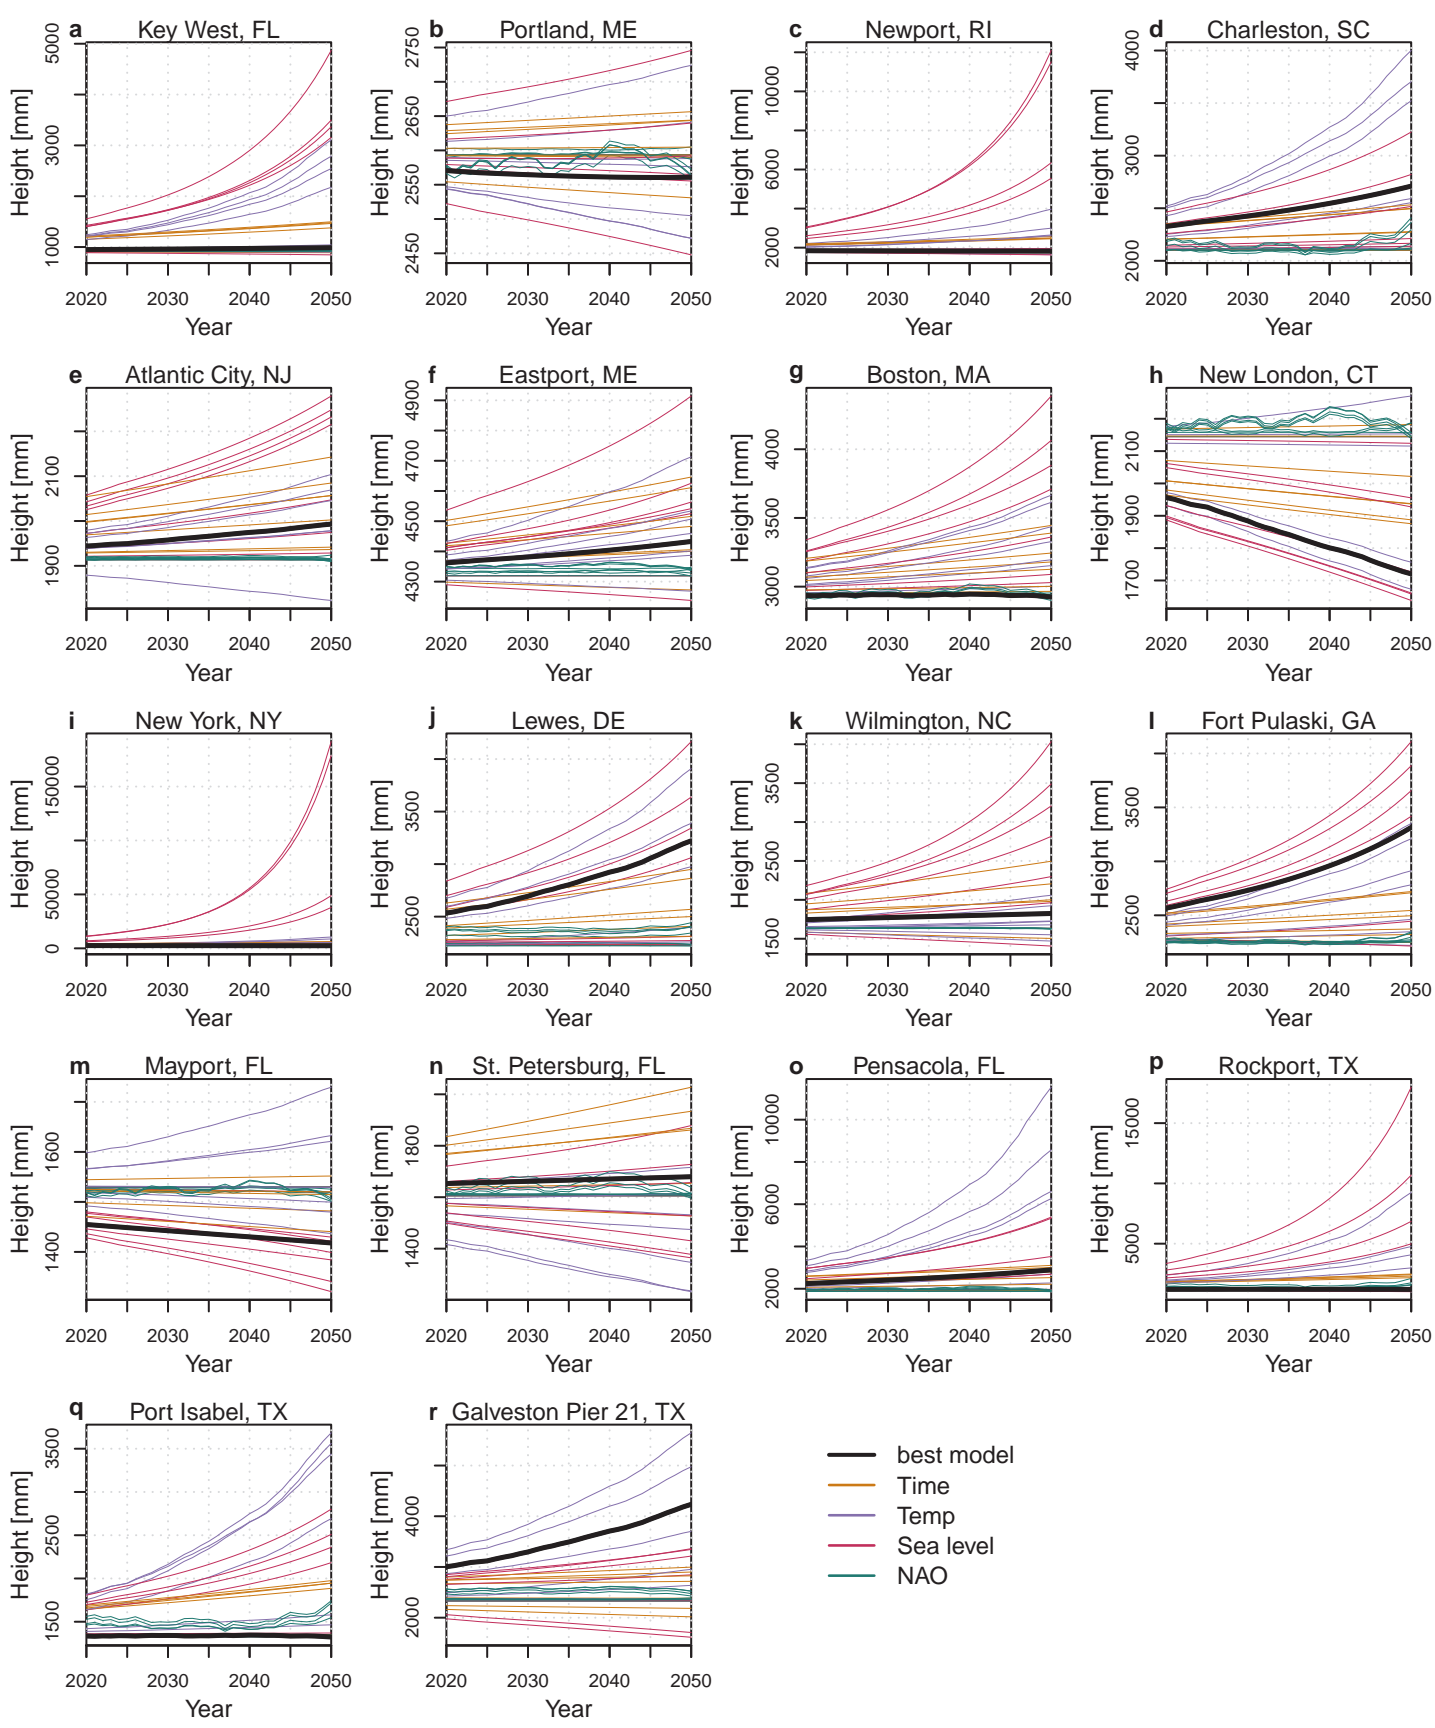 a Key West, FL
Height [mm]
1000 3000 5000
2020 2030 2040 2050
Year
b Portland, ME
Height [mm]
2450 2550 2650 2750
2020 2030 2040 2050
Year
c Newport, RI
Height [mm]
2000 6000 10000
2020 2030 2040 2050
Year
d Charleston, SC
Height [mm]
2000 3000 4000
2020 2030 2040 2050
Year
e Atlantic City, NJ
Height [mm]
1900 2100
2020 2030 2040 2050
Year
f Eastport, ME
Height [mm]
4300 4500 4700 4900
2020 2030 2040 2050
Year
g Boston, MA
Height [mm]
3000 3500 4000
2020 2030 2040 2050
Year
h New London, CT
Height [mm]
1700 1900 2100
2020 2030 2040 2050
Year
i New York, NY
Height [mm]
0 50000 150000
2020 2030 2040 2050
Year
j Lewes, DE
Height [mm]
2500 3500
2020 2030 2040 2050
Year
k Wilmington, NC
Height [mm]
1500 2500 3500
2020 2030 2040 2050
Year
l Fort Pulaski, GA
Height [mm]
2500 3500
2020 2030 2040 2050
Year
m Mayport, FL
Height [mm]
1400 1600
2020 2030 2040 2050
Year
n St. Petersburg, FL
Height [mm]
1400 1800
2020 2030 2040 2050
Year
o Pensacola, FL
Height [mm]
2000 6000 10000
2020 2030 2040 2050
Year
p Rockport, TX
Height [mm]
5000 15000
2020 2030 2040 2050
Year
q Port Isabel, TX
Height [mm]
1500 2500 3500
2020 2030 2040 2050
Year
r Galveston Pier 21, TX
Height [mm]
2000 4000
2020 2030 2040 2050
Year
best model
Time
Temp
Sea level
NAO